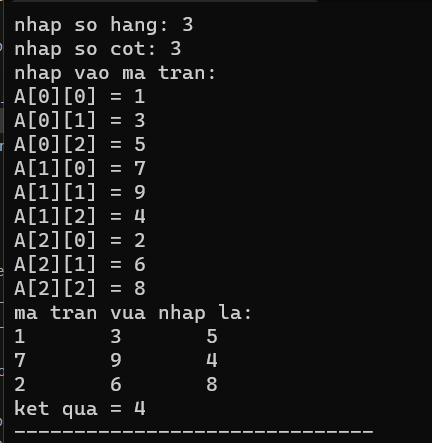 nhap so hang: 3
nhap so cot: 3
nhap vao ma tran:
A[0][0] = 1
A[0][1] = 3
A[0][2] = 5
A[1][0] = 7
A[1][1] = 9
A[1][2] = 4
A[2][0] = 2
A[2][1] = 6
A[2][2] = 8
ma tran vua nhap la:
1 3 5
7 9 4
2 6 8
ket qua = 4
------------------------------